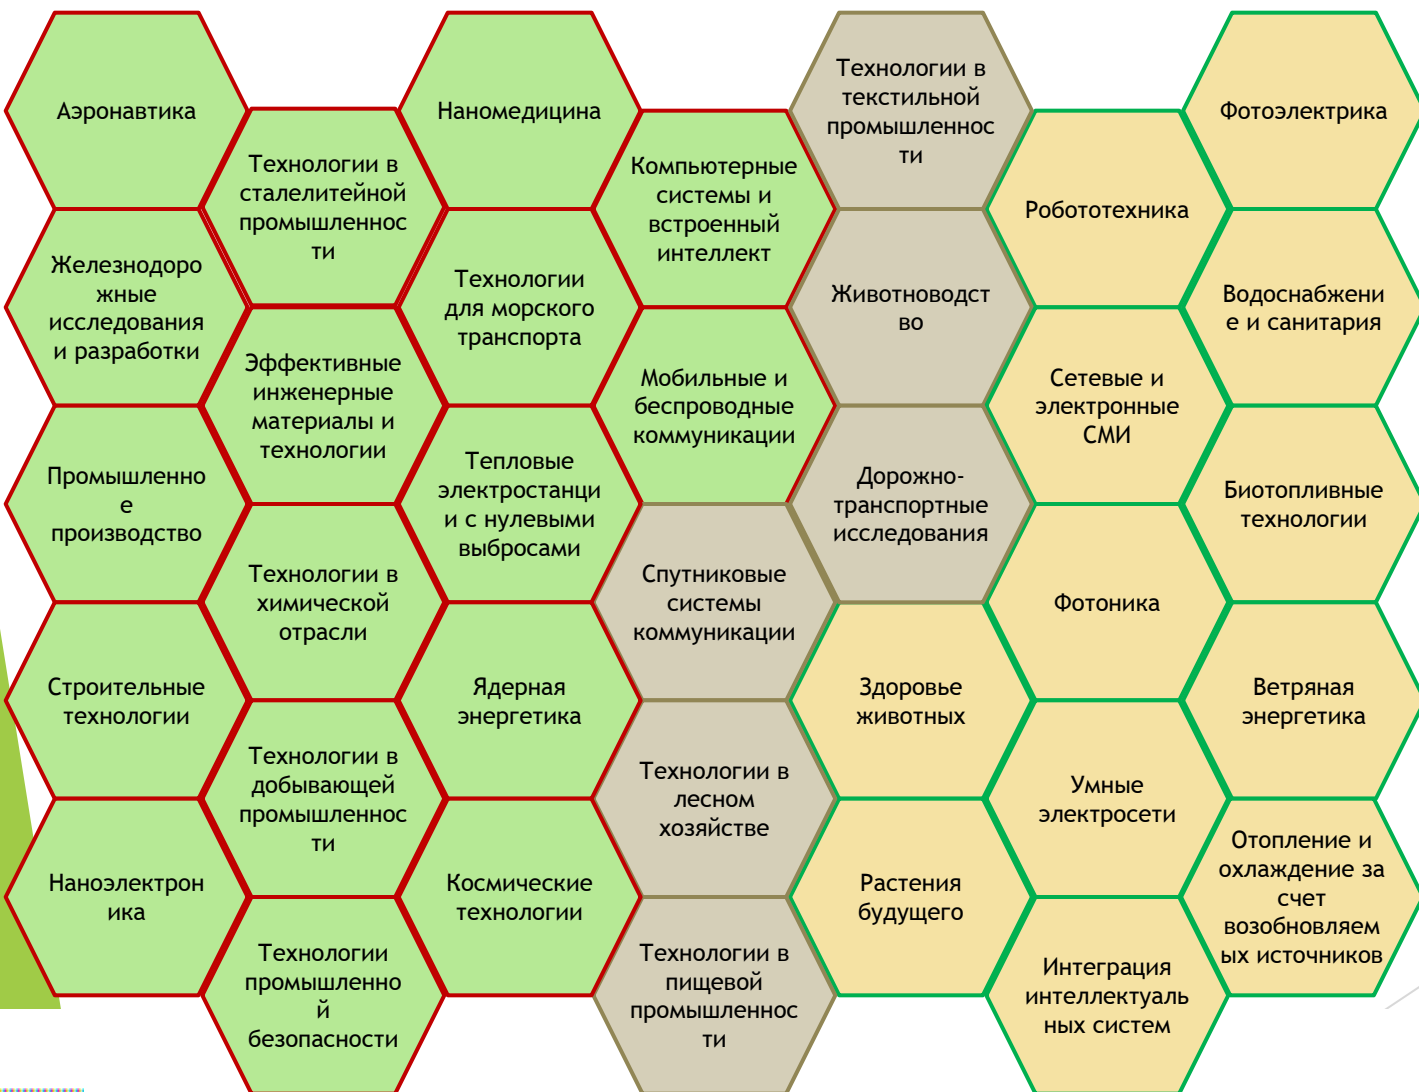 Аэронавтика
Железнодоро
жные
исследования
и разработки
Промышленно
е
производство
Строительные
технологии
Наноэлектрон
ика
Технологии в
сталелитейной
промышленнос
ти
Эффективные
инженерные
материалы и
технологии
Технологии в
химической
отрасли
Технологии в
добывающей
промышленнос
ти
Технологии
промышленно
й
безопасности
Наномедицина
Технологии
для морского
транспорта
Тепловые
электростанци
и с нулевыми
выбросами
Ядерная
энергетика
Космические
технологии
Компьютерные
системы и
встроенный
интеллект
Мобильные и
беспроводные
коммуникации
Спутниковые
системы
коммуникации
Технологии в
лесном
хозяйстве
Технологии в
пищевой
промышленнос
ти
Технологии в
текстильной
промышленнос
ти
Животноводст
во
Дорожно-
транспортные
исследования
Здоровье
животных
Растения
будущего
Робототехника
Сетевые и
электронные
СМИ
Фотоника
Умные
электросети
Интеграция
интеллектуаль
ных систем
Фотоэлектрика
Водоснабжени
е и санитария
Биотопливные
технологии
Ветряная
энергетика
Отопление и
охлаждение за
счет
возобновляем
ых источников